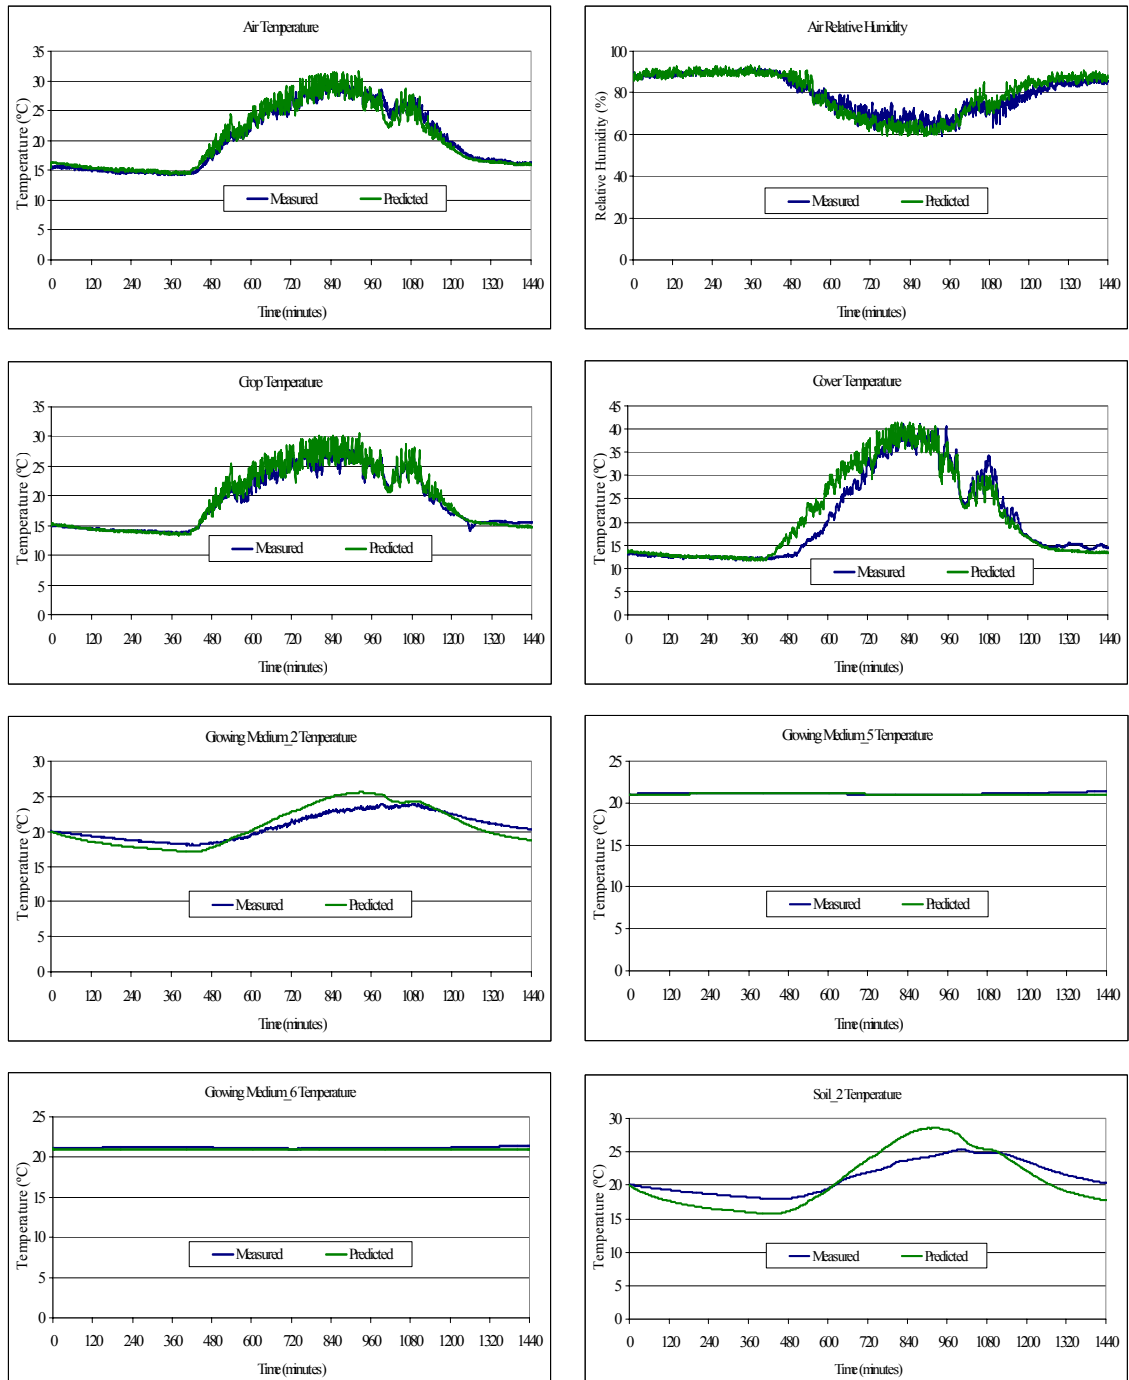 Air Temperature
Temperature (ºC)
35
30
25
20
15
10
5
0
Measured Predicted
0 120 240 360 480 600 720 840 960 1080 1200 1320 1440
Time (minutes)
Air Relative Humidity
Relative Humidity (%)
100
80
60
40
20
0
Measured Predicted
0 120 240 360 480 600 720 840 960 1080 1200 1320 1440
Time (minutes)
Crop Temperature
Temperature (ºC)
35
30
25
20
15
10
5
0
Measured Predicted
0 120 240 360 480 600 720 840 960 1080 1200 1320 1440
Time (minutes)
Cover Temperature
Temperature (ºC)
45
40
35
30
25
20
15
10
5
0
Measured Predicted
0 120 240 360 480 600 720 840 960 1080 1200 1320 1440
Time (minutes)
Growing Medium_2 Temperature
Temperature (ºC)
30
25
20
15
10
5
0
Measured Predicted
0 120 240 360 480 600 720 840 960 1080 1200 1320 1440
Time (minutes)
Growing Medium_5 Temperature
Temperature (ºC)
25
20
15
10
5
0
Measured Predicted
0 120 240 360 480 600 720 840 960 1080 1200 1320 1440
Time (minutes)
Growing Medium_6 Temperature
Temperature (ºC)
25
20
15
10
5
0
Measured Predicted
0 120 240 360 480 600 720 840 960 1080 1200 1320 1440
Time (minutes)
Soil_2 Temperature
Temperature (ºC)
30
25
20
15
10
5
0
Measured Predicted
0 120 240 360 480 600 720 840 960 1080 1200 1320 1440
Time (minutes)